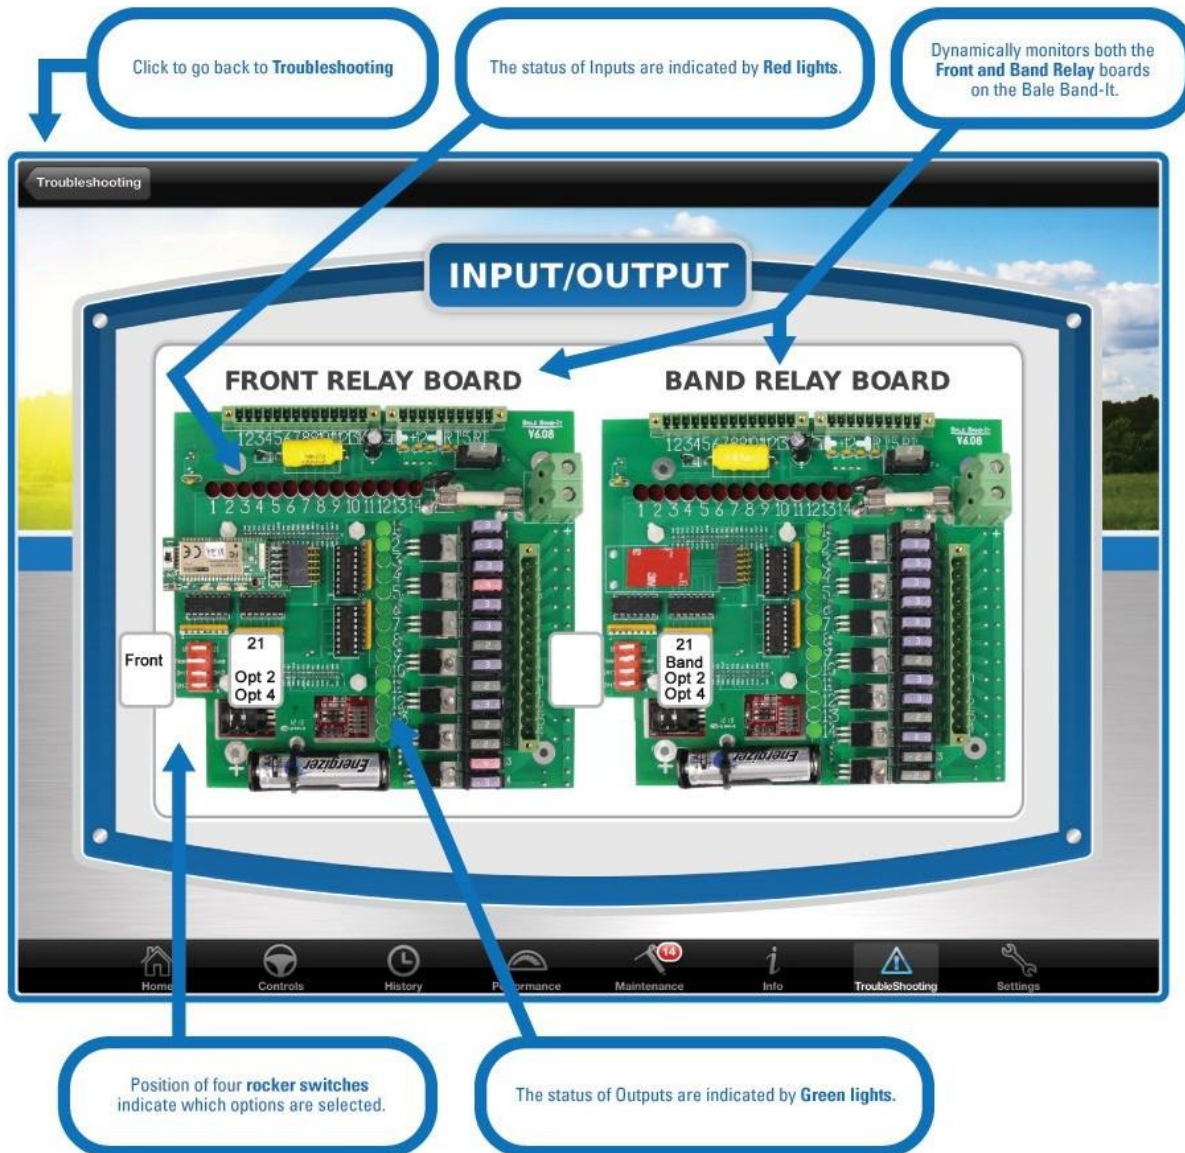 Click to go back to Troubleshooting
The status of Inputs are indicated by Red lights.
Dynamically monitors both the
Front and Band Relay boards
on the Bale Band-It.
Troubleshooting
INPUT/OUTPUT
FRONT RELAY BOARD
BAND RELAY BOARD
V6.08
V6.08
1 2 3 4 5 6 7 8 9 10 11 12 13 14
1 2 3 4 5 6 7 8 9 10 11 12 13 14
Front
21
Opt 2
Opt 4
21
Band
Opt 2
Opt 4
Energizer
Energizer
14
Home
Controls
History
Performance
Maintenance
Info
TroubleShooting
Settings
Position of four rocker switches
indicate which options are selected.
The status of Outputs are indicated by Green lights.